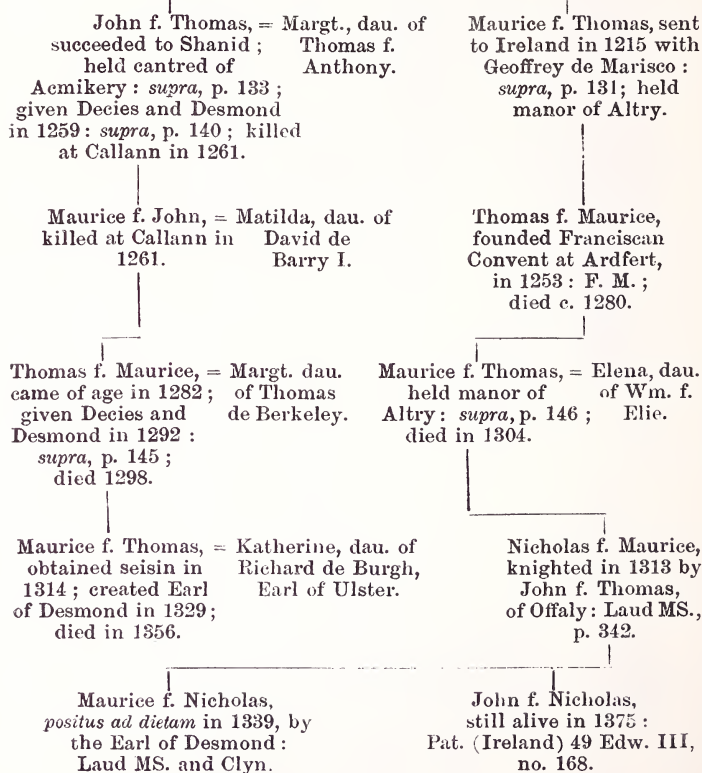 John f. Thomas, = Margt., dau. of
succeeded to Shanid ; Thomas f.
held cantred of Anthony.
Acmikery : supra, p. 133 ;
given Decies and Desmond
in 1259 : supra, p. 140 ; killed
at Callann in 1261.
Maurice f. Thomas, sent
to Ireland in 1215 with
Geoffrey de Marisco :
supra, p. 131; held
manor of Altry.
Maurice f. John, = Matilda, dau. of
killed at Callann in David de
1261. Barry I.
Thomas f. Maurice,
founded Franciscan
Convent at Ardfert,
in 1253 : F. M. ;
died c. 1280.
Thomas f. Maurice, = Margt. dau.
came of age in 1282 ; of Thomas
given Decies and de Berkeley.
Desmond in 1292 :
supra, p. 145 ;
died 1298.
Maurice f. Thomas, = Elena, dau.
held manor of of Wm. f.
Altry : supra, p. 146 ; Elie.
died in 1304.
Maurice f. Thomas, = Katherine, dau. of
obtained seisin in Richard de Burgh,
1314 ; created Earl Earl of Ulster.
of Desmond in 1329 ;
died in 1356.
Nicholas f. Maurice,
knighted in 1313 by
John f. Thomas,
of Offaly : Laud MS.,
p. 342.
Maurice f. Nicholas,
positus ad dietam in 1339, by
the Earl of Desmond :
Laud MS. and Clyn.
John f. Nicholas,
still alive in 1375 :
Pat. (Ireland) 49 Edw. III,
no. 168.